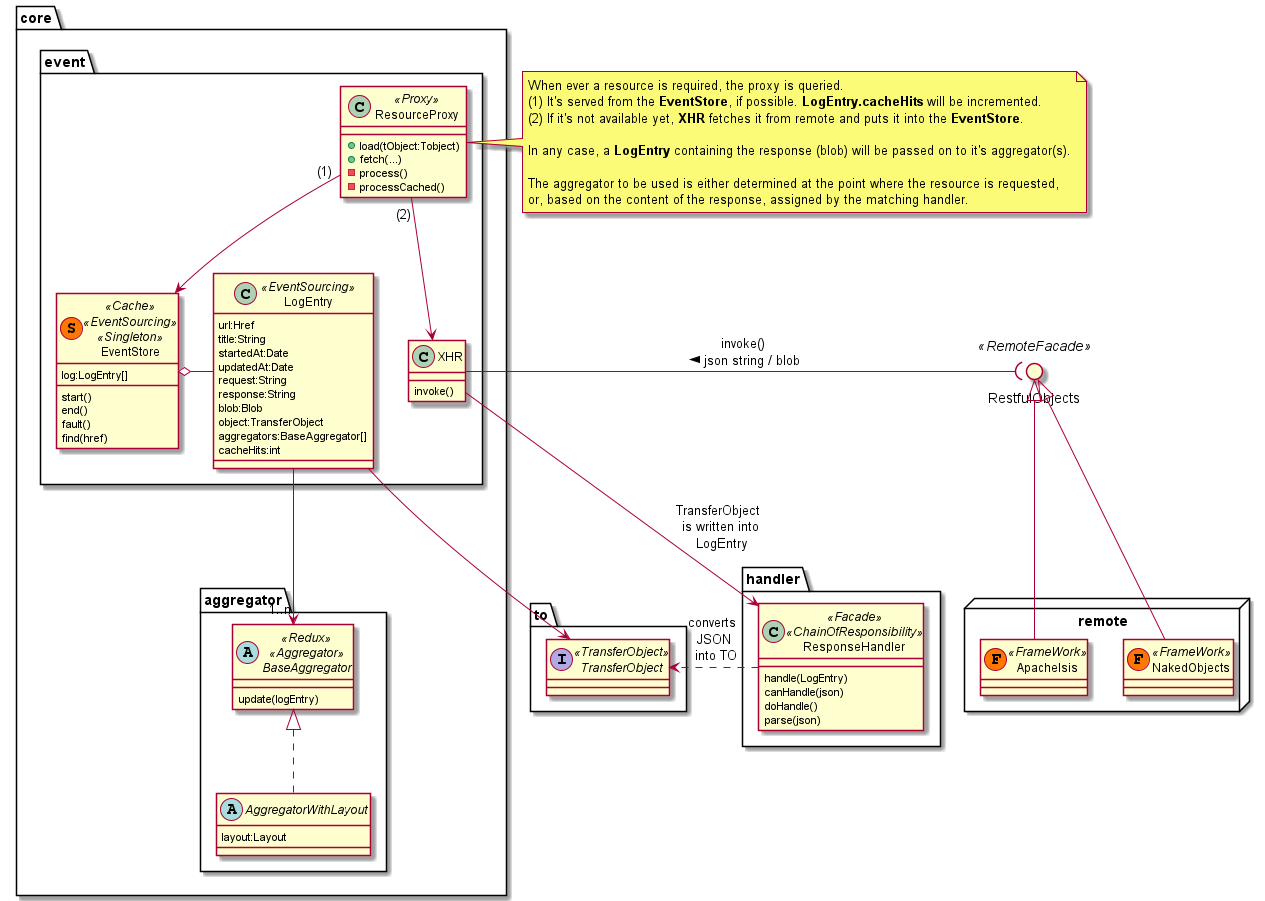 core
event
C
«Proxy»
ResourceProxy
load(tObject:Tobject)
fetch(...)
process()
processCached()
When ever a resource is required, the proxy is queried.
(1) It's served from the EventStore, if possible. LogEntry.cacheHits will be incremented.
(2) If it's not available yet, XHR fetches it from remote and puts it into the EventStore.
In any case, a LogEntry containing the response (blob) will be passed on to it's aggregator(s).
The aggregator to be used is either determined at the point where the resource is requested,
or, based on the content of the response, assigned by the matching handler.
(1)
(2)
S
«Cache»
«EventSourcing»
«Singleton»
EventStore
log:LogEntry[]
start()
end()
fault()
find(href)
C
«EventSourcing»
LogEntry
url:Href
title:String
startedAt:Date
updatedAt:Date
request:String
response:String
blob:Blob
object:TransferObject
aggregators:BaseAggregator[]
cacheHits:int
C
XHR
invoke()
invoke()
json string / blob
«RemoteFacade»
RestfulObjects
TransferObject
is written into
LogEntry
aggregator
1..n
A
«Redux»
«Aggregator»
BaseAggregator
update(logEntry)
A
AggregatorWithLayout
layout:Layout
to
I
«TransferObject»
TransferObject
converts
JSON
into TO
handler
C
«Facade»
«ChainOfResponsibility»
ResponseHandler
handle(LogEntry)
canHandle(json)
doHandle()
parse(json)
remote
F
«FrameWork»
ApacheIsis
F
«FrameWork»
NakedObjects